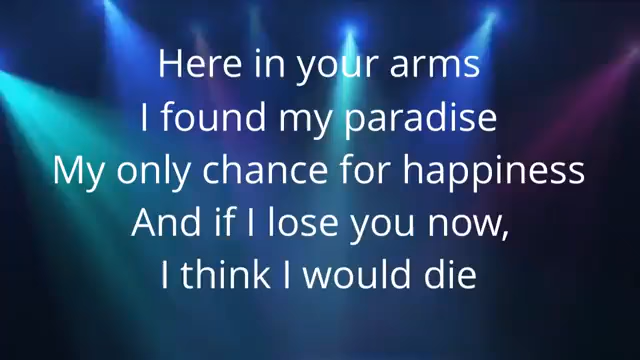 Here in your arms
I found my paradise
My only chance for happiness
And if I lose you now,
I think I would die